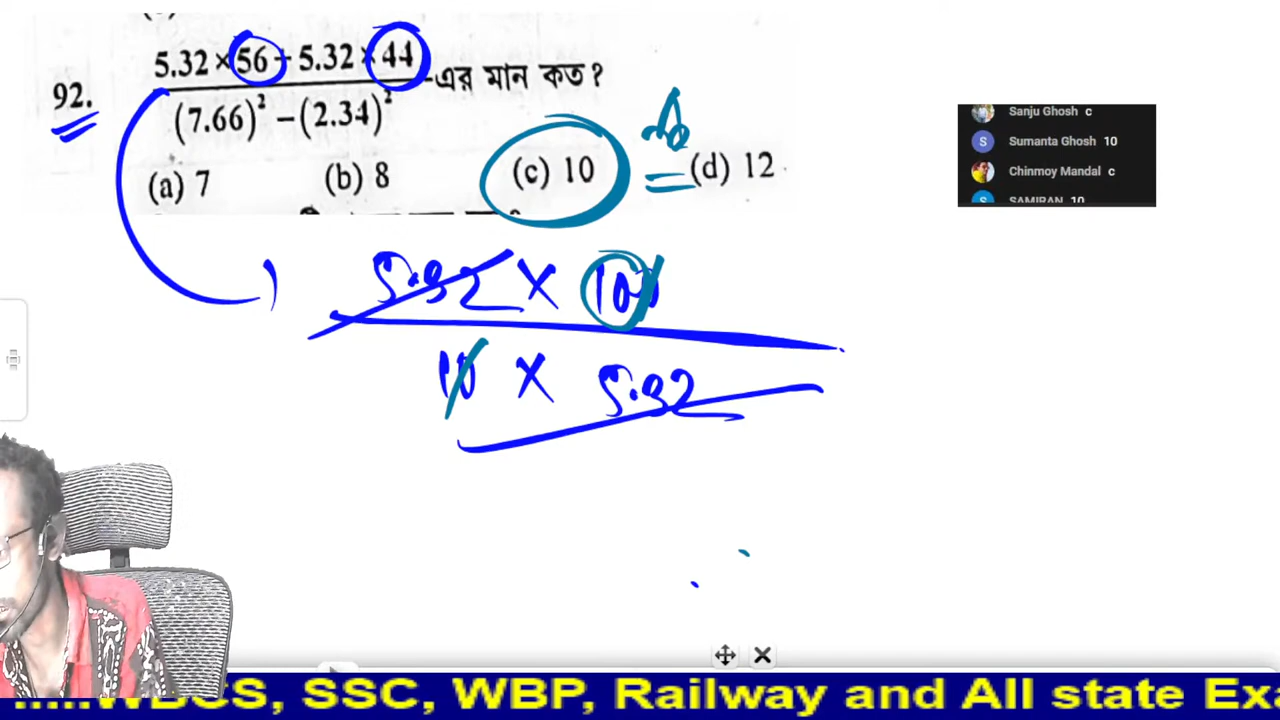 92.
5.32 × 56 + 5.32 × 44
(7.66)² − (2.34)²
-এর মান কত ?
(a) 7 (b) 8 (c) 10 (d) 12
Sanju Ghosh c
Sumanta Ghosh 10
Chinmoy Mandal c
SAMIRAN 10
5.32 × 100
10 × 5.32
.....WBCS, SSC, WBP, Railway and All state Exa